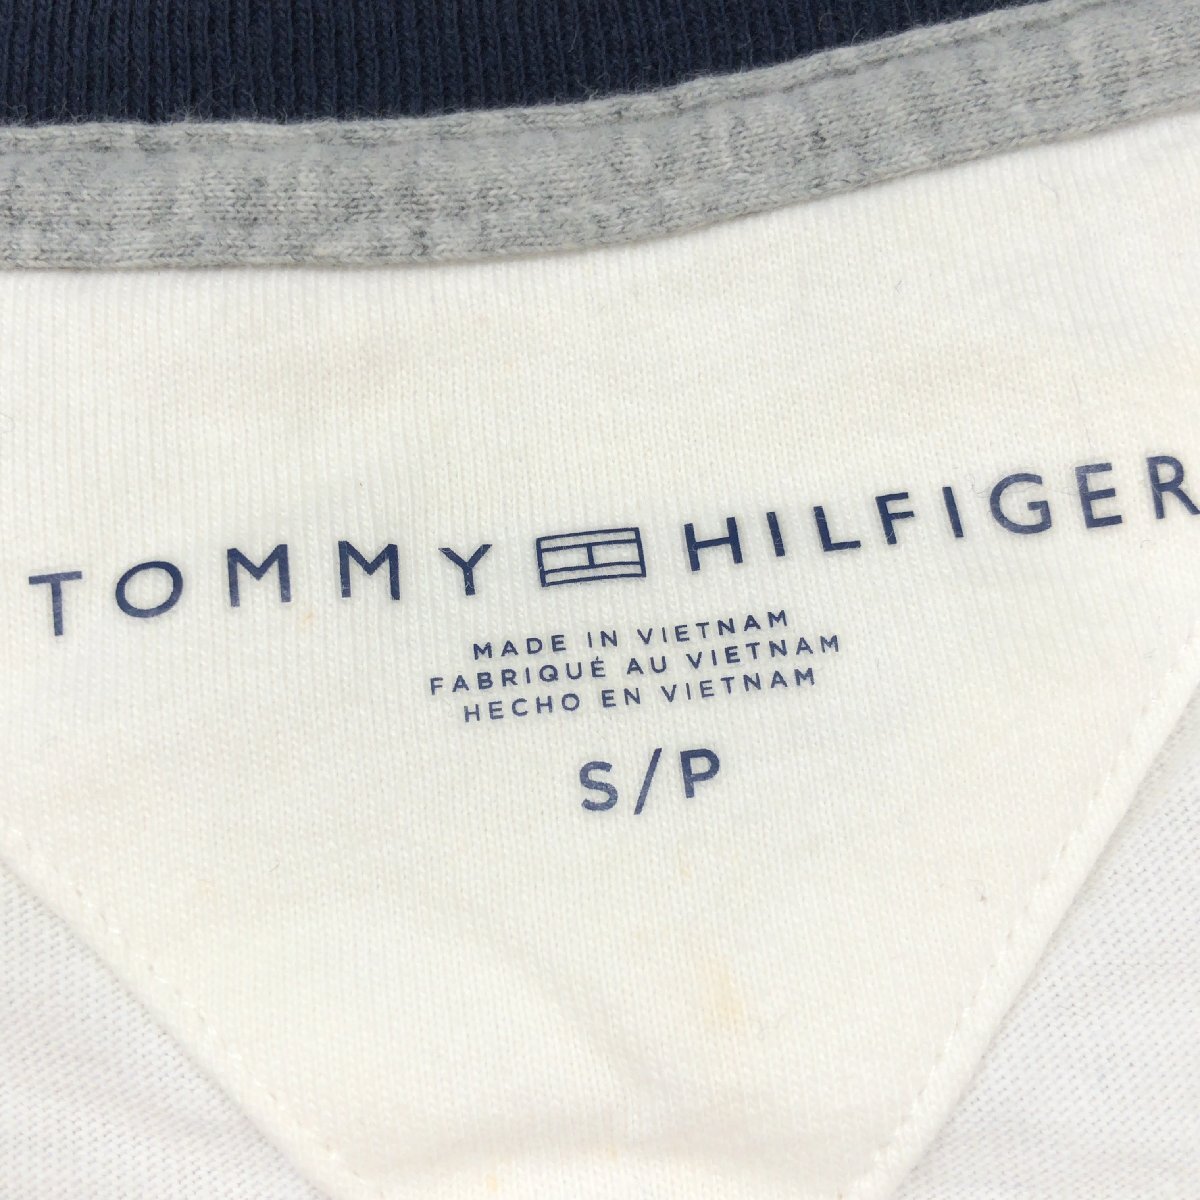 TOMMY HILFIGER
MADE IN VIETNAM
FABRIQUÉ AU VIETNAM
HECHO EN VIETNAM
S/P